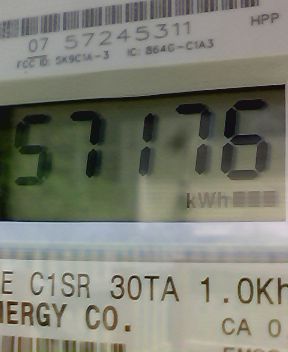 HPP
07 57245311
FCC ID: SK9C1A-3 IC: 864G-C1A3
57176
kWh
E C1SR 30TA 1.0Kh
NERGY CO.
CA 0